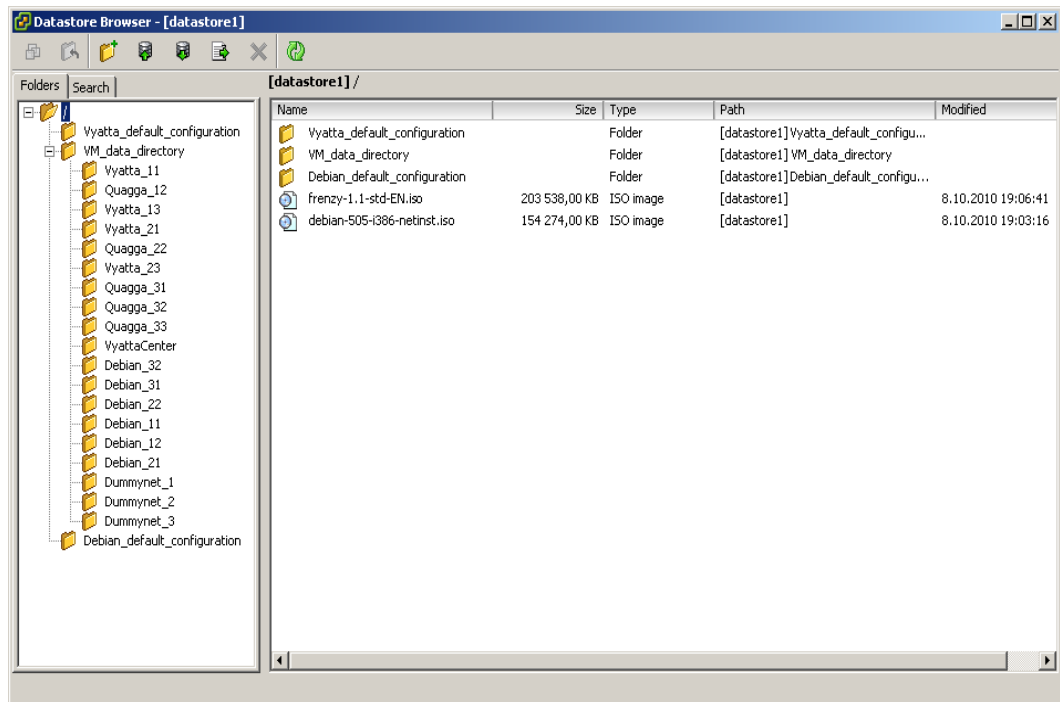 Datastore Browser - [datastore1]
Folders Search
[datastore1] /
/
Vyatta_default_configuration
VM_data_directory
Vyatta_11
Quagga_12
Vyatta_13
Vyatta_21
Quagga_22
Vyatta_23
Quagga_31
Quagga_32
Quagga_33
VyattaCenter
Debian_32
Debian_31
Debian_22
Debian_11
Debian_12
Debian_21
Dummynet_1
Dummynet_2
Dummynet_3
Debian_default_configuration
Name Size Type Path Modified
Vyatta_default_configuration Folder [datastore1] Vyatta_default_configu...
VM_data_directory Folder [datastore1] VM_data_directory
Debian_default_configuration Folder [datastore1] Debian_default_configu...
frenzy-1.1-std-EN.iso 203 538,00 KB ISO image [datastore1] 8.10.2010 19:06:41
debian-505-i386-netinst.iso 154 274,00 KB ISO image [datastore1] 8.10.2010 19:03:16